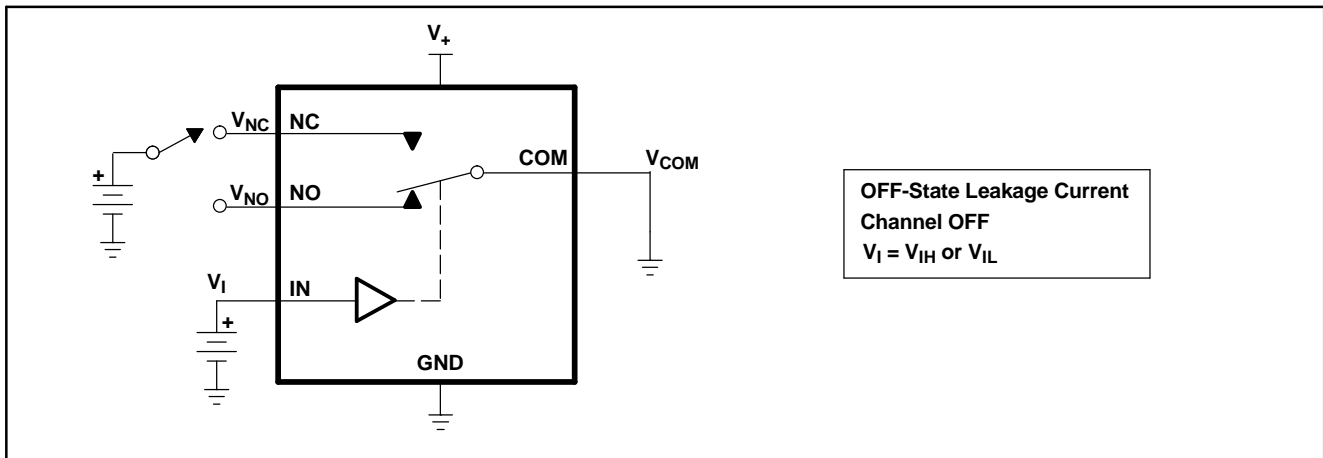 V+
VNC NC
+
COM VCOM
VNO NO
VI IN
+
GND
OFF-State Leakage Current
Channel OFF
VI = VIH or VIL